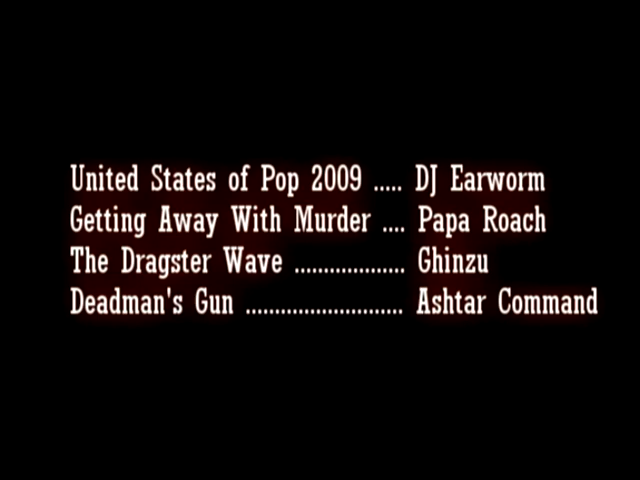 United States of Pop 2009 ..... DJ Earworm
Getting Away With Murder .... Papa Roach
The Dragster Wave ................... Ghinzu
Deadman's Gun ........................... Ashtar Command